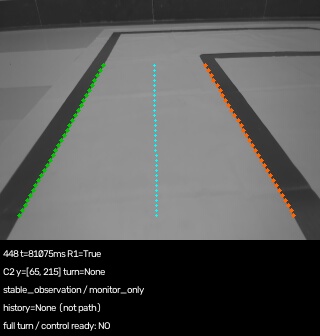 448 t=81075ms R1=True
C2 y=[65, 215] turn=None
stable_observation / monitor_only
history=None (not path)
full turn / control ready: NO